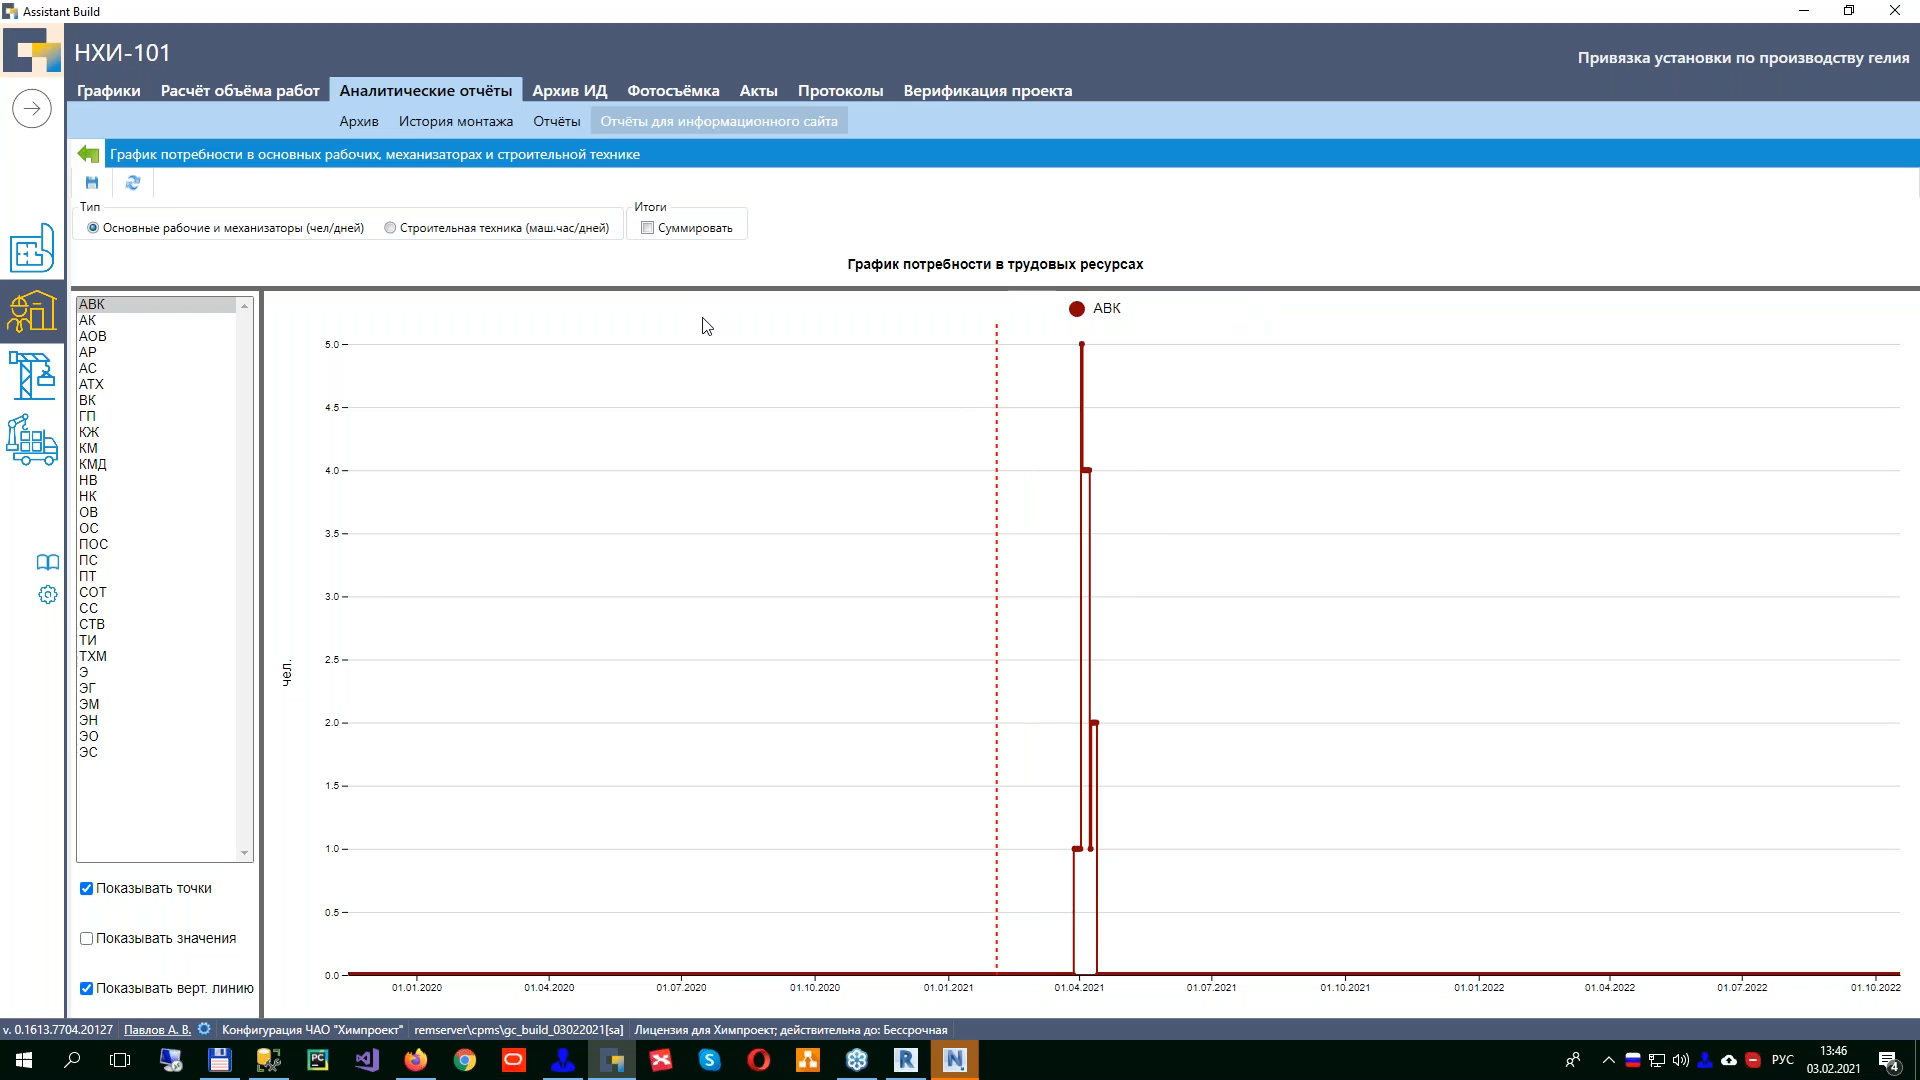 Assistant Build
НХИ-101
Привязка установки по производству гелия
Графики Расчёт объёма работ Аналитические отчёты Архив ИД Фотосъёмка Акты Протоколы Верификация проекта
Архив История монтажа Отчёты Отчёты для информационного сайта
График потребности в основных рабочих, механизаторах и строительной технике
Тип Итоги
Основные рабочие и механизаторы (чел/дней) Строительная техника (маш.час/дней) Суммировать
График потребности в трудовых ресурсах
АВК
АК
АОВ
АР
АС
АТХ
ВК
ГП
КЖ
КМ
КМД
НВ
НК
ОВ
ОС
ПОС
ПС
ПТ
СОТ
СС
СТВ
ТИ
ТХМ
Э
ЭГ
ЭМ
ЭН
ЭО
ЭС
Показывать точки
Показывать значения
Показывать верт. линию
АВК
5.0
4.5
4.0
3.5
3.0
2.5
2.0
1.5
1.0
0.5
0.0
чел.
01.01.2020 01.04.2020 01.07.2020 01.10.2020 01.01.2021 01.04.2021 01.07.2021 01.10.2021 01.01.2022 01.04.2022 01.07.2022 01.10.2022
v. 0.1613.7704.20127 Павлов А. В. Конфигурация ЧАО "Химпроект" remserver\cpms\gc_build_03022021[sa] Лицензия для Химпроект; действительна до: Бессрочная
PC
S
R
N
РУС
13:46
03.02.2021
4